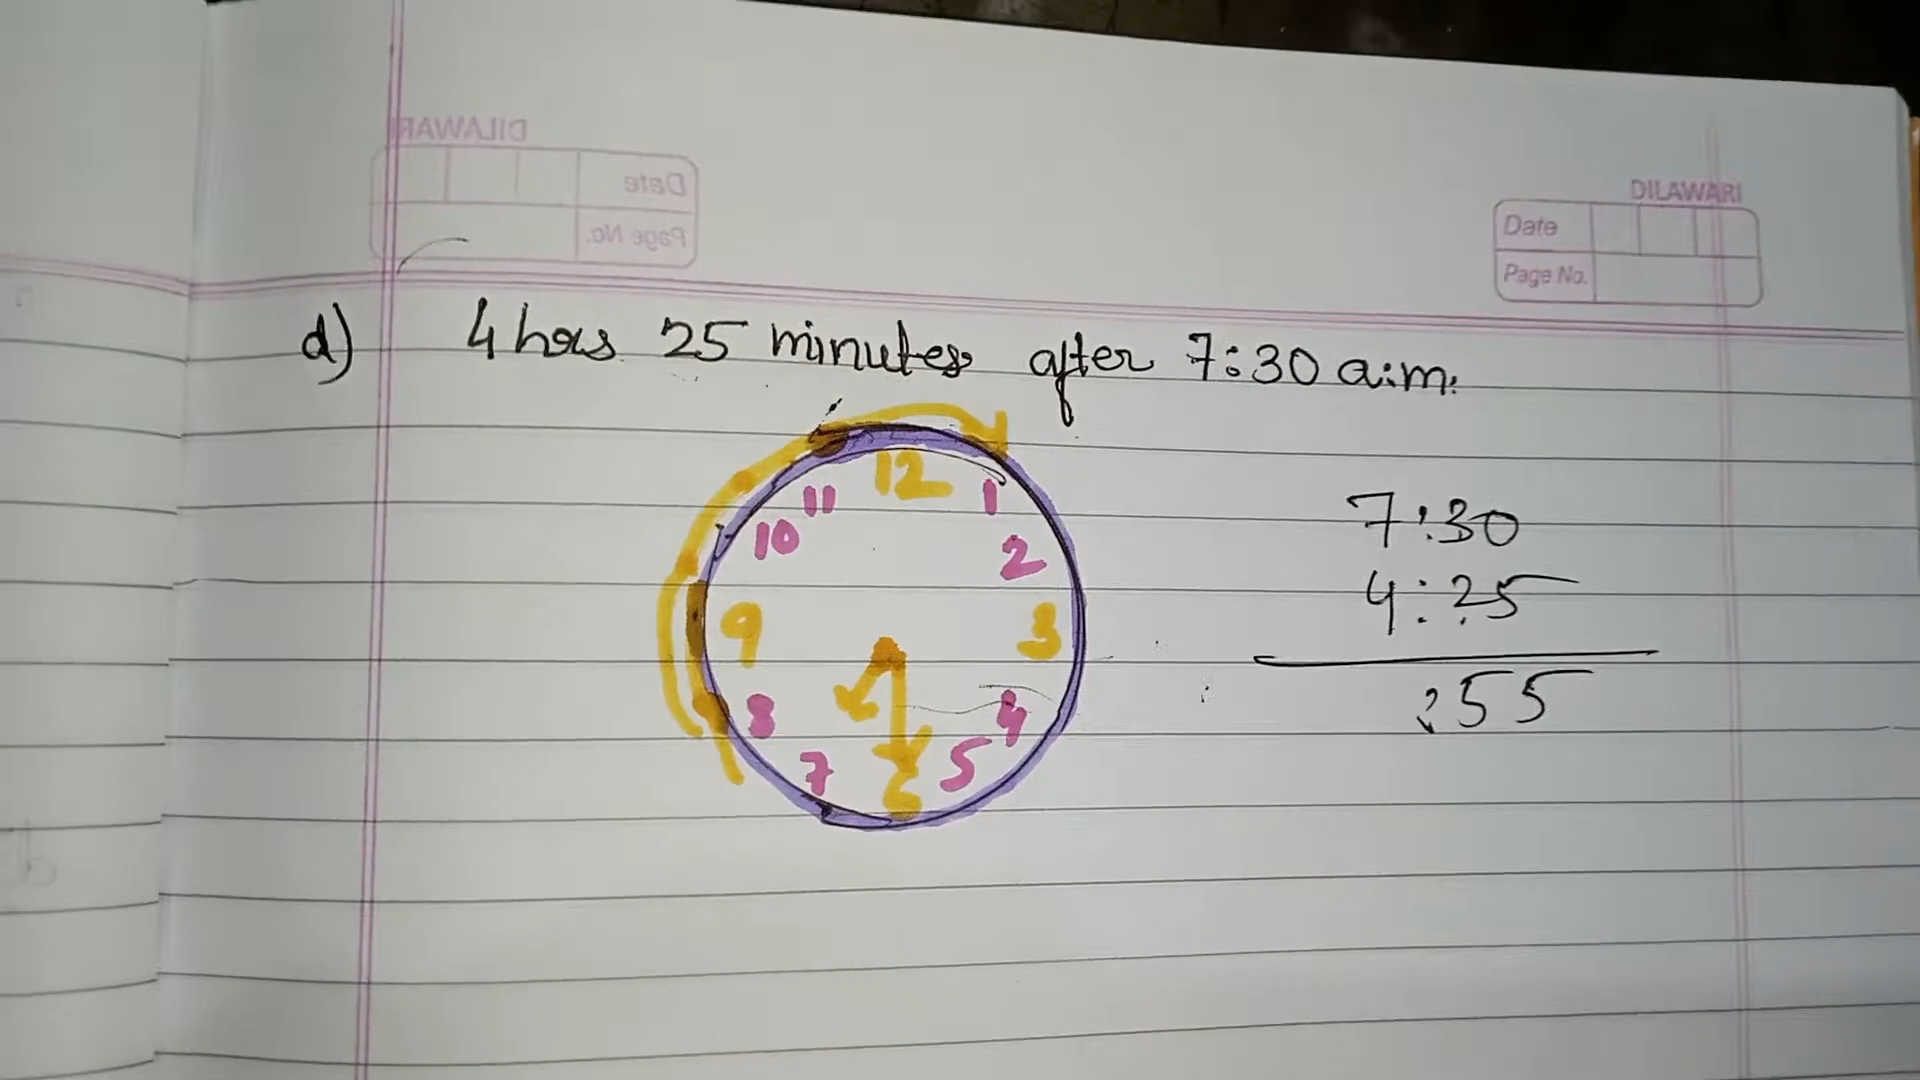 DILAWARI
Date
Page No.
DILAWARI
Date
Page No.
d) 4 hrs 25 minutes after 7:30 a.m.
12
11 1
10 2
9 3
8 4
7 5
6
7:30
4:25
:55